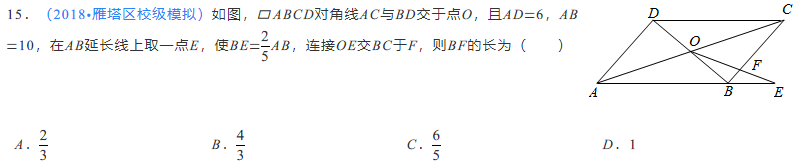 15．（2018•雁塔区校级模拟）如图，▱ABCD对角线AC与BD交于点O，且AD=6，AB
=10，在AB延长线上取一点E，使BE=2/5AB，连接OE交BC于F，则BF的长为（　　）
D C
O
F
A B E
A．2/3 B．4/3 C．6/5 D．1